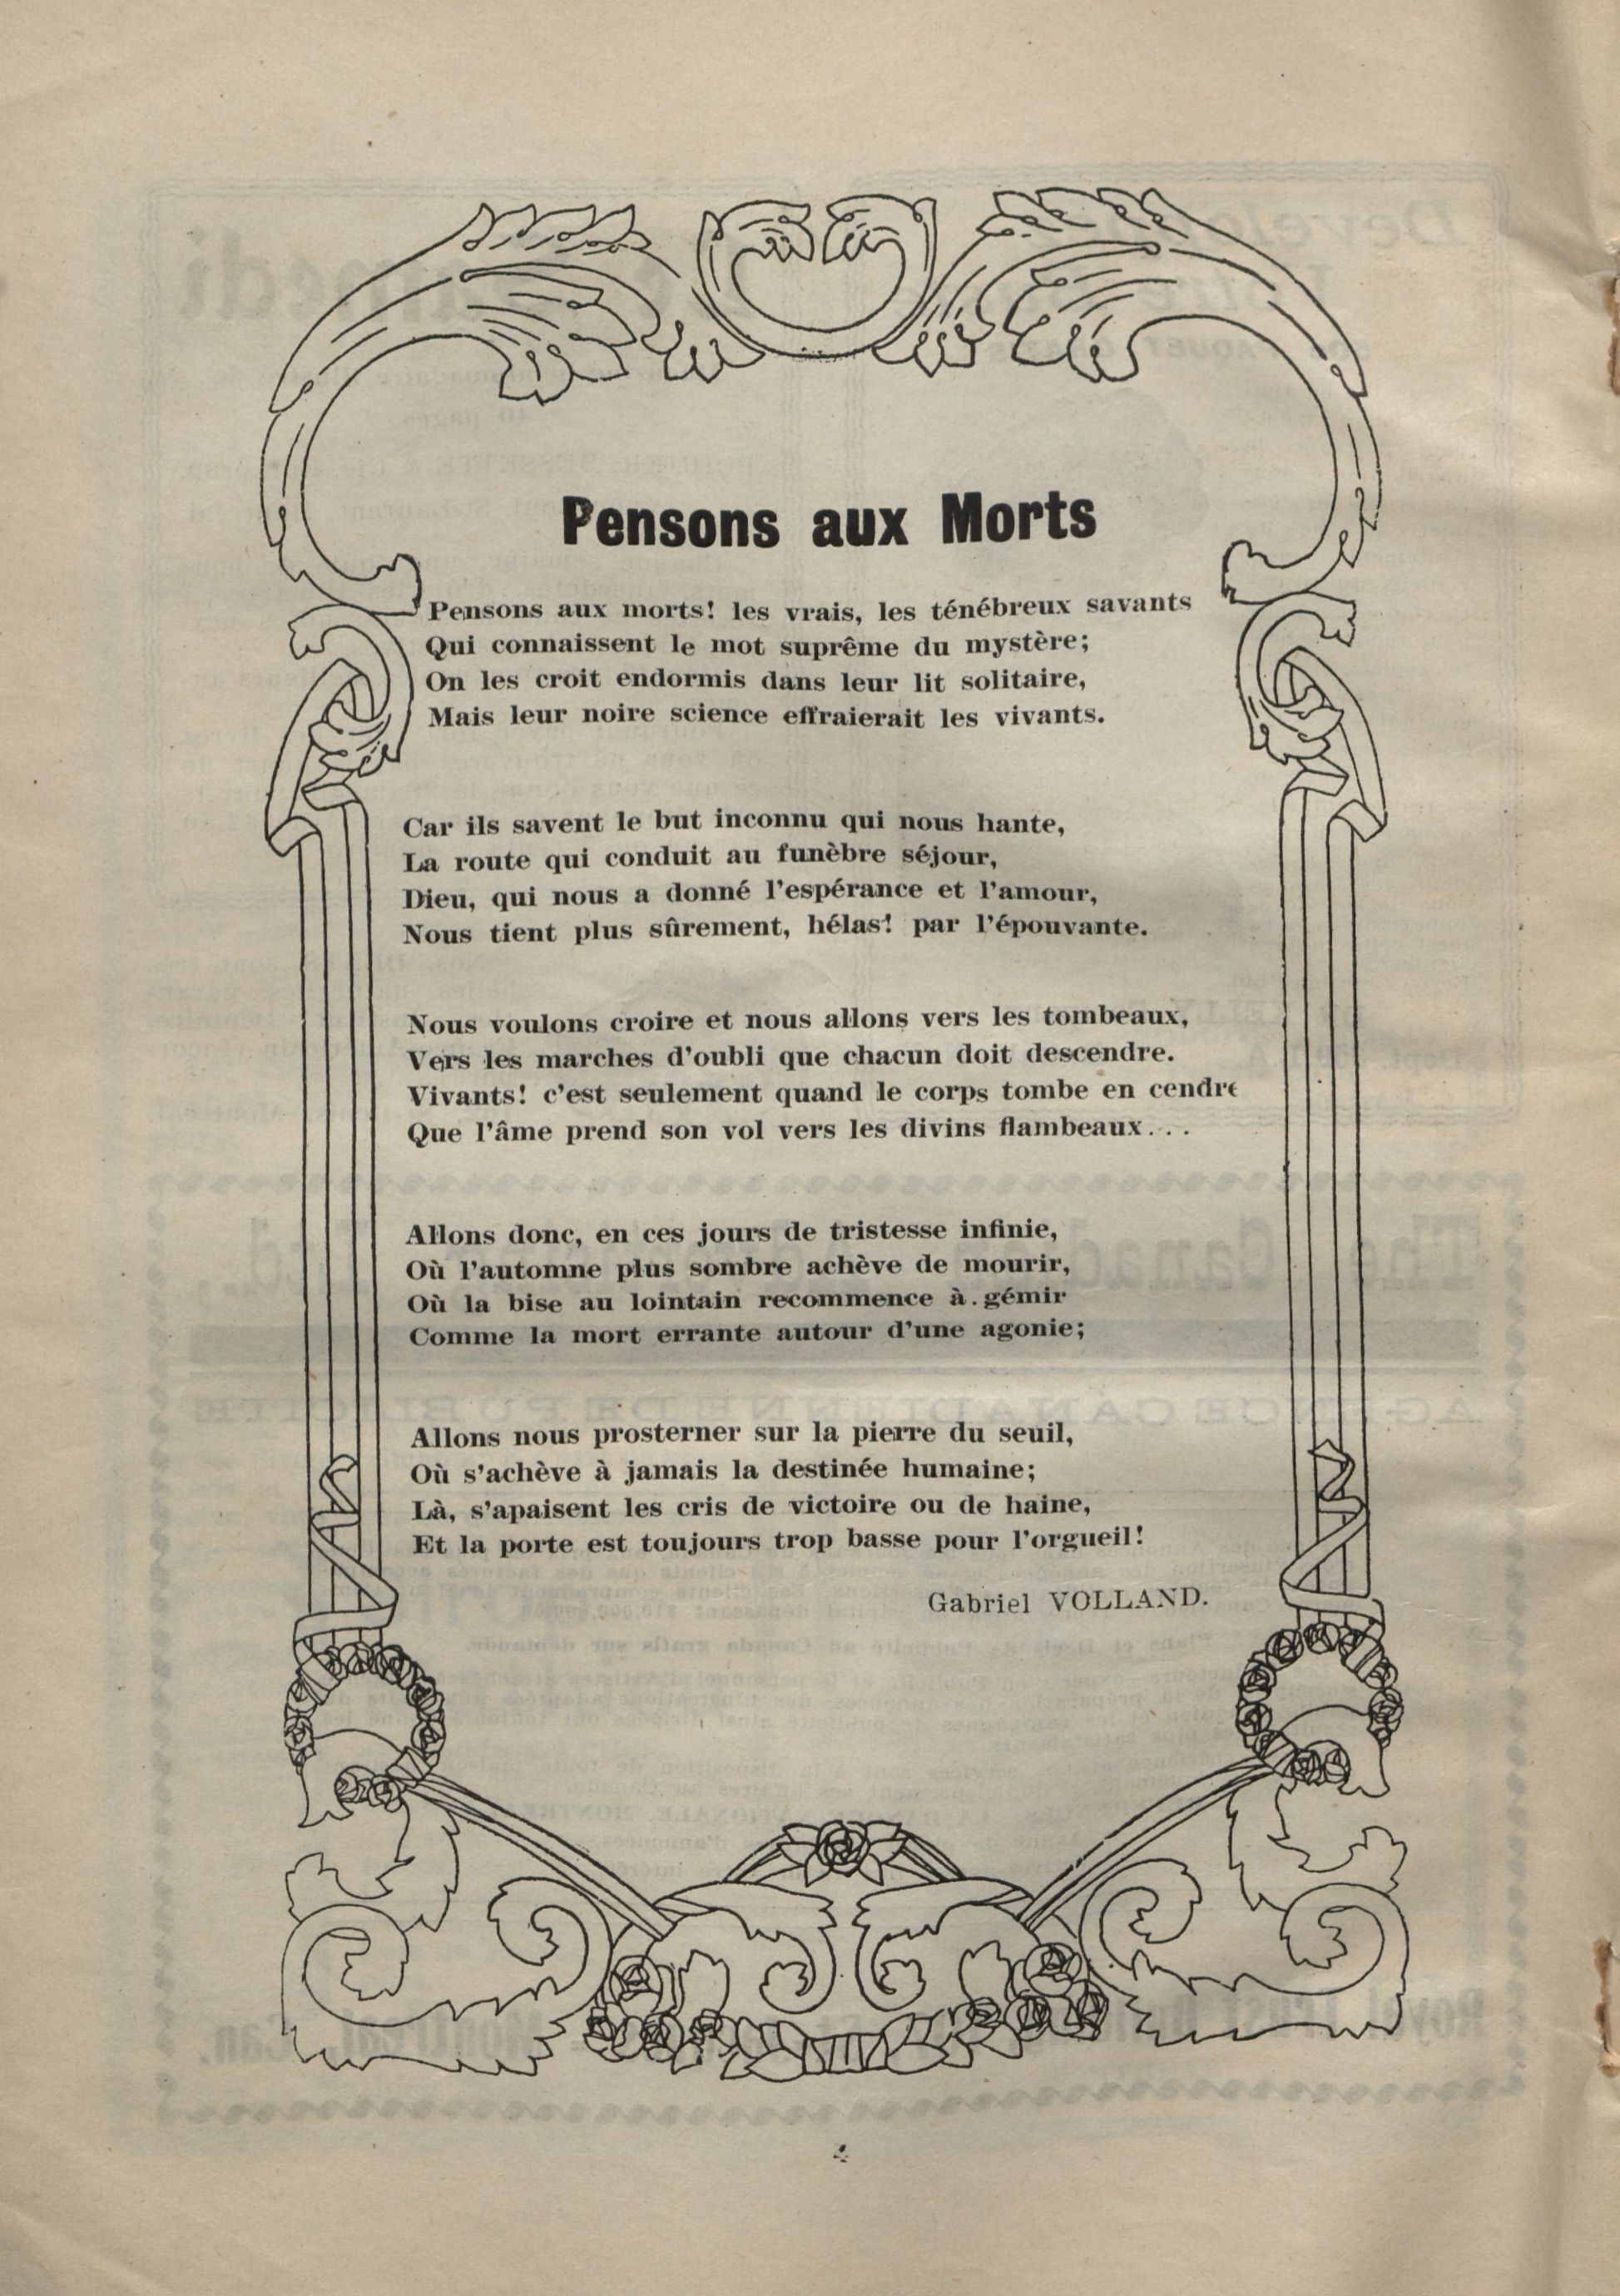 Pensons aux Morts
Pensons aux morts! les vrais, les ténébreux savants
Qui connaissent le mot suprême du mystère;
On les croit endormis dans leur lit solitaire,
Mais leur noire science effraierait les vivants.
Car ils savent le but inconnu qui nous hante,
La route qui conduit au funèbre séjour,
Dieu, qui nous a donné l'espérance et l'amour,
Nous tient plus sûrement, hélas! par l'épouvante.
Nous voulons croire et nous allons vers les tombeaux,
Vers les marches d'oubli que chacun doit descendre.
Vivants! c'est seulement quand le corps tombe en cendre
Que l'âme prend son vol vers les divins flambeaux...
Allons donc, en ces jours de tristesse infinie,
Où l'automne plus sombre achève de mourir,
Où la bise au lointain recommence à gémir
Comme la mort errante autour d'une agonie;
Allons nous prosterner sur la pierre du seuil,
Où s'achève à jamais la destinée humaine;
Là, s'apaisent les cris de victoire ou de haine,
Et la porte est toujours trop basse pour l'orgueil!
Gabriel VOLLAND.
4